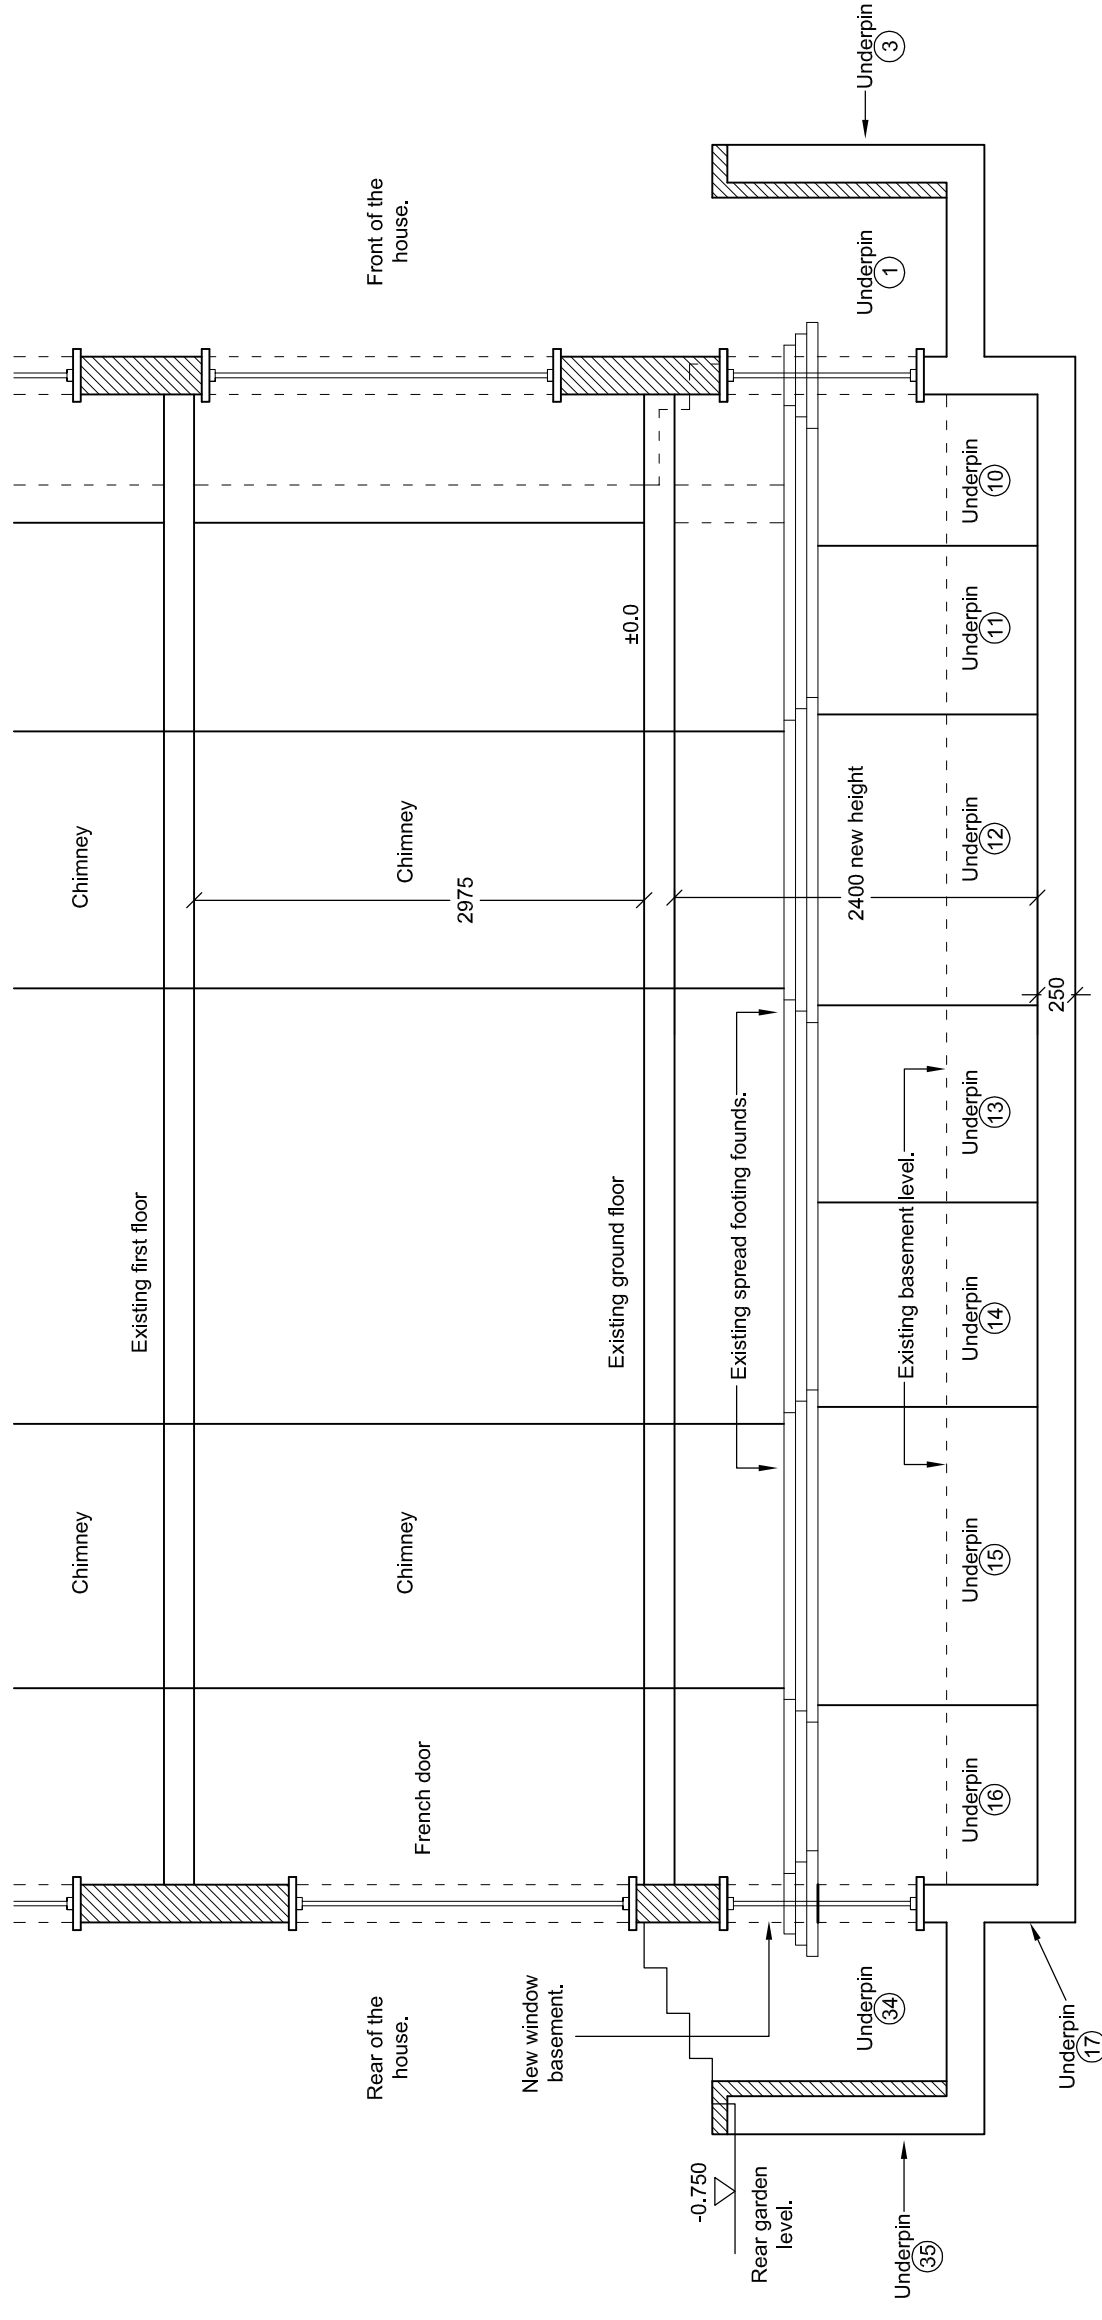 Chimney
Chimney
Existing first floor
Rear of the
house.
French door
Chimney
Chimney
2975
Front of the
house.
New window
basement.
Existing ground floor
±0.0
-0.750
Rear garden
level.
Existing spread footing founds.
2400 new height
Underpin
34
Underpin
1
Underpin
3
Underpin
35
Existing basement level.
Underpin
16
Underpin
15
Underpin
14
Underpin
13
Underpin
12
Underpin
11
Underpin
10
250
Underpin
17